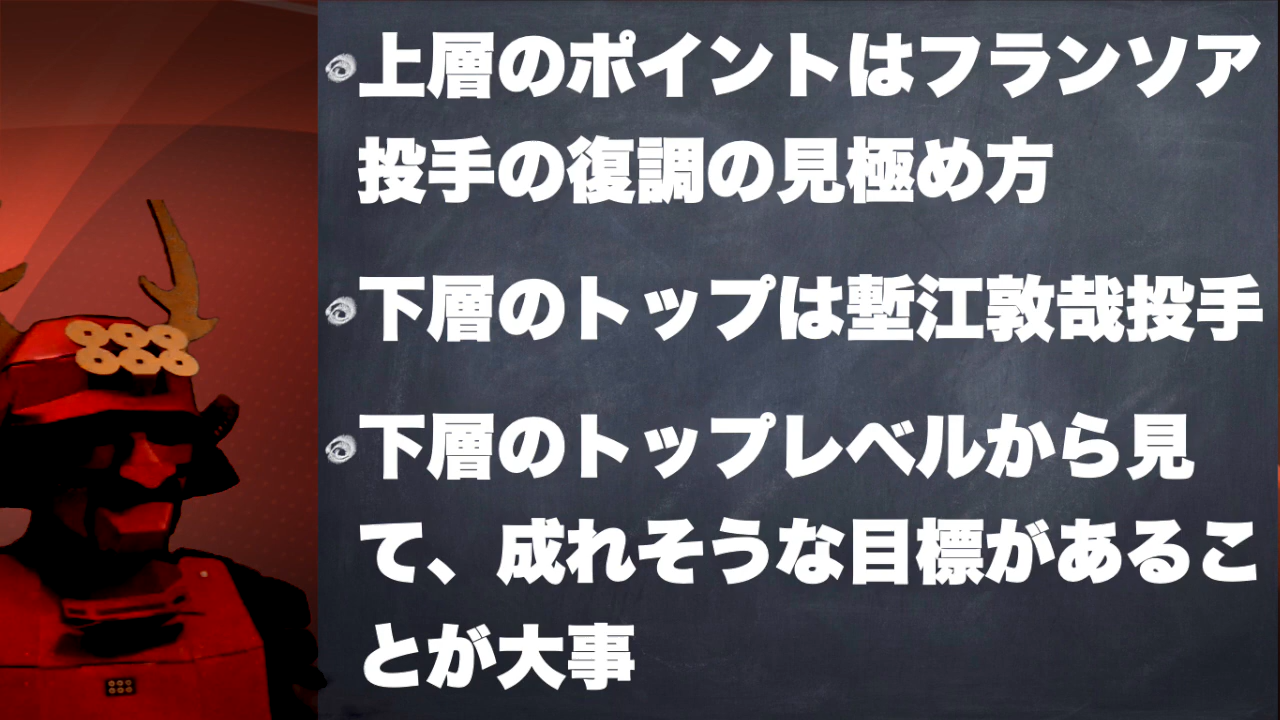 上層のポイントはフランソア
投手の復調の見極め方
下層のトップは塹江敦哉投手
下層のトップレベルから見
て、成れそうな目標があるこ
とが大事